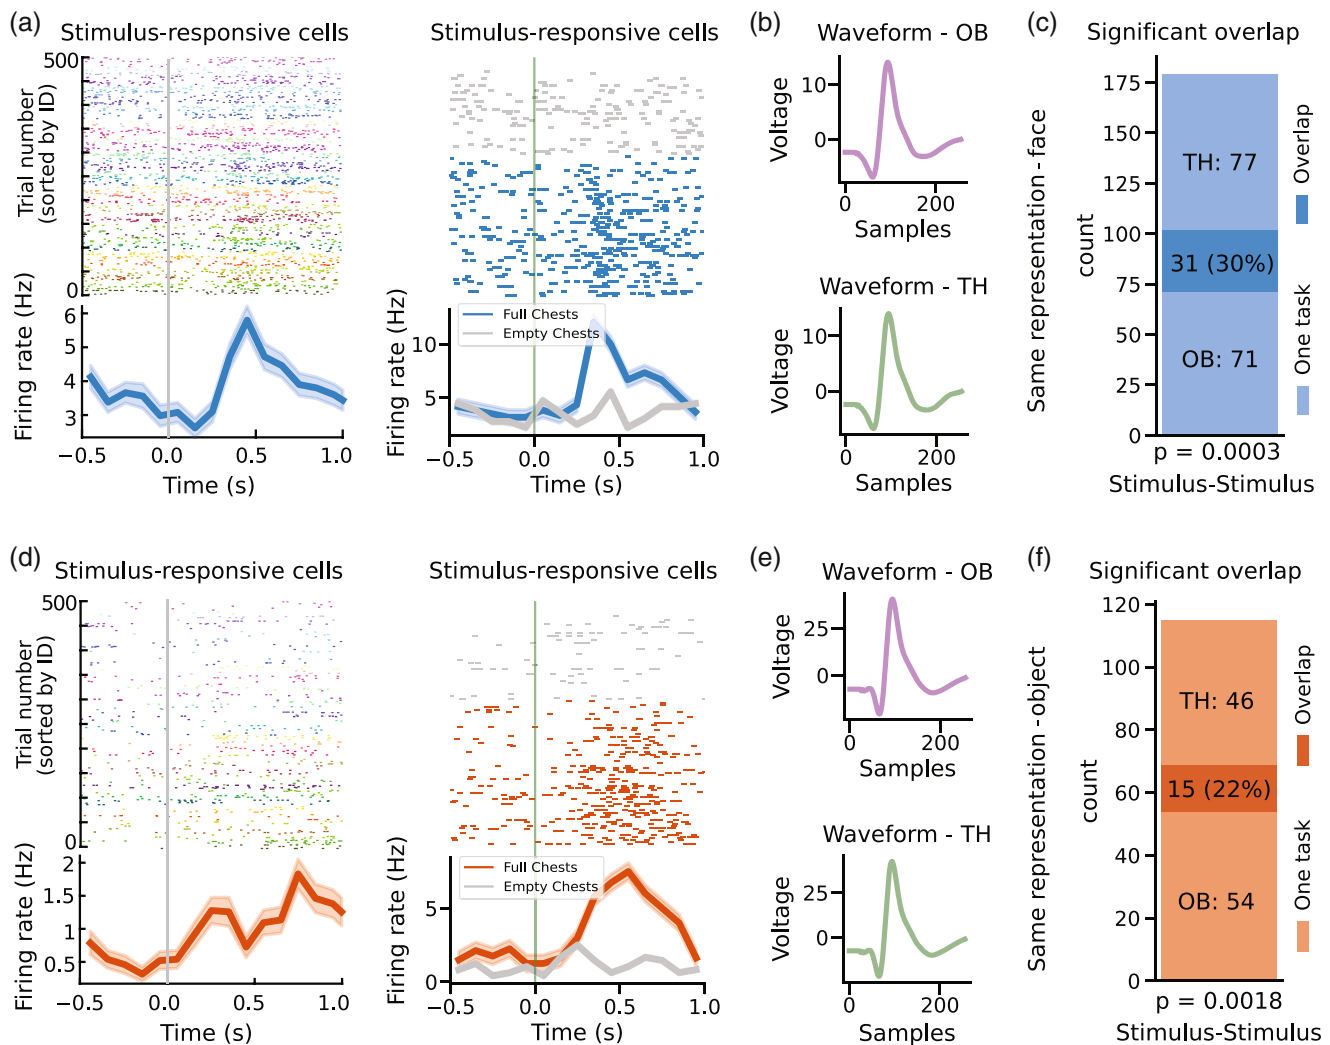 (a)
Stimulus-responsive cells
Trial number
(sorted by ID)
500
0
Firing rate (Hz)
6
5
4
3
−0.5
0.0
0.5
1.0
Time (s)
Stimulus-responsive cells
Firing rate (Hz)
10
5
Full Chests
Empty Chests
−0.5
0.0
0.5
1.0
Time (s)
(b)
Waveform - OB
Voltage
10
0
0
200
Samples
Waveform - TH
Voltage
10
0
0
200
Samples
(c)
Significant overlap
Same representation - face
count
175
150
125
100
75
50
25
0
TH: 77
31 (30%)
OB: 71
p = 0.0003
Stimulus-Stimulus
Overlap
One task
(d)
Stimulus-responsive cells
Trial number
(sorted by ID)
500
0
Firing rate (Hz)
2
1.5
1
0.5
−0.5
0.0
0.5
1.0
Time (s)
Stimulus-responsive cells
Firing rate (Hz)
5
0
Full Chests
Empty Chests
−0.5
0.0
0.5
1.0
Time (s)
(e)
Waveform - OB
Voltage
25
0
0
200
Samples
Waveform - TH
Voltage
25
0
0
200
Samples
(f)
Significant overlap
Same representation - object
count
120
100
80
60
40
20
0
TH: 46
15 (22%)
OB: 54
p = 0.0018
Stimulus-Stimulus
Overlap
One task